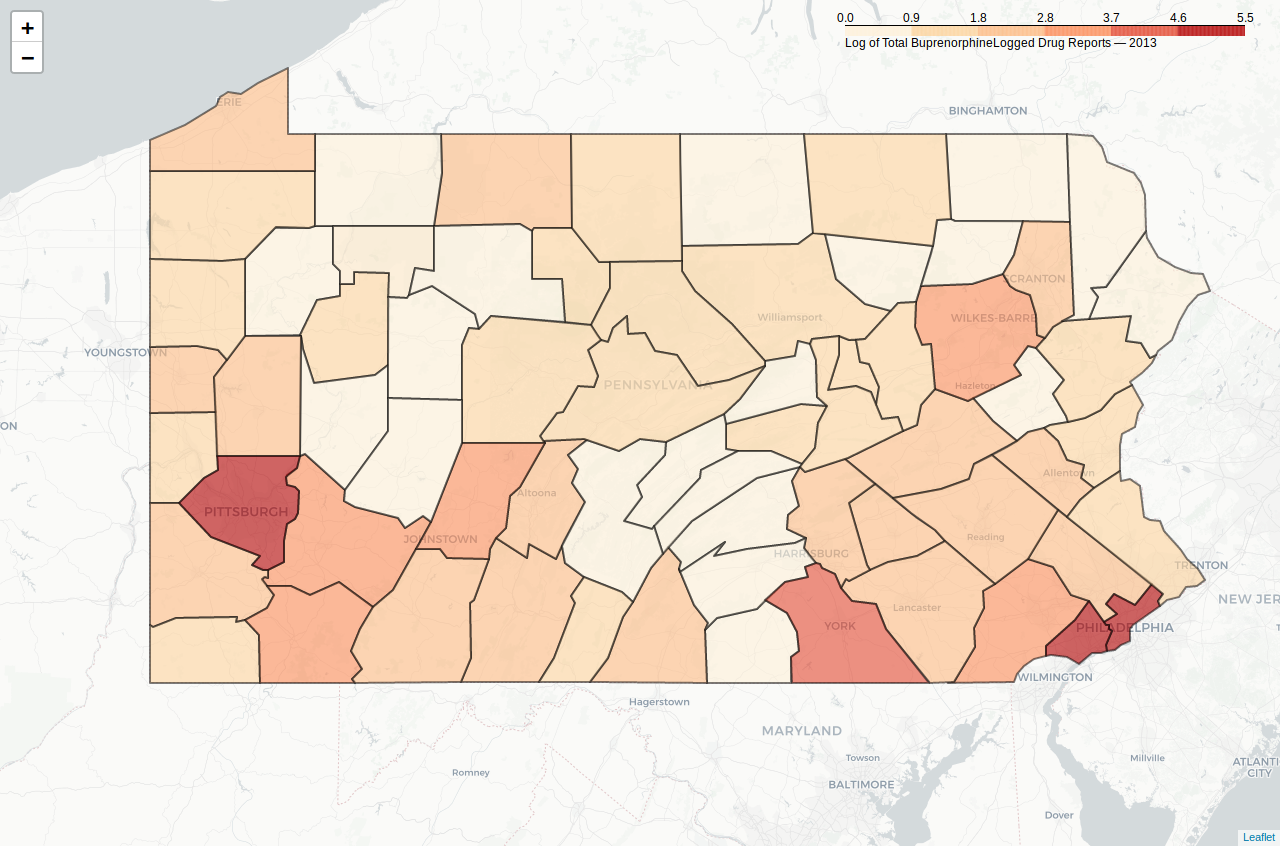 +
−
0.0 0.9 1.8 2.8 3.7 4.6 5.5
Log of Total BuprenorphineLogged Drug Reports — 2013
ERIE
BINGHAMTON
SCRANTON
Williamsport
WILKES-BARRE
YOUNGSTOWN
PENNSYLVANIA
Hazleton
ON
Altoona
Allentown
PITTSBURGH
JOHNSTOWN
HARRISBURG
Reading
TRENTON
NEW JER
Lancaster
YORK
PHILADELPHIA
WILMINGTON
Hagerstown
MARYLAND
Towson
Millville
ATLANTI
CITY
Romney
BALTIMORE
Dover
Leaflet